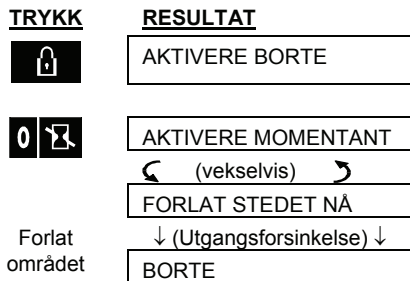 TRYKK RESULTAT
AKTIVERE BORTE
0 AKTIVERE MOMENTANT
(vekselvis)
FORLAT STEDET NÅ
Forlat ↓ (Utgangsforsinkelse) ↓
området BORTE